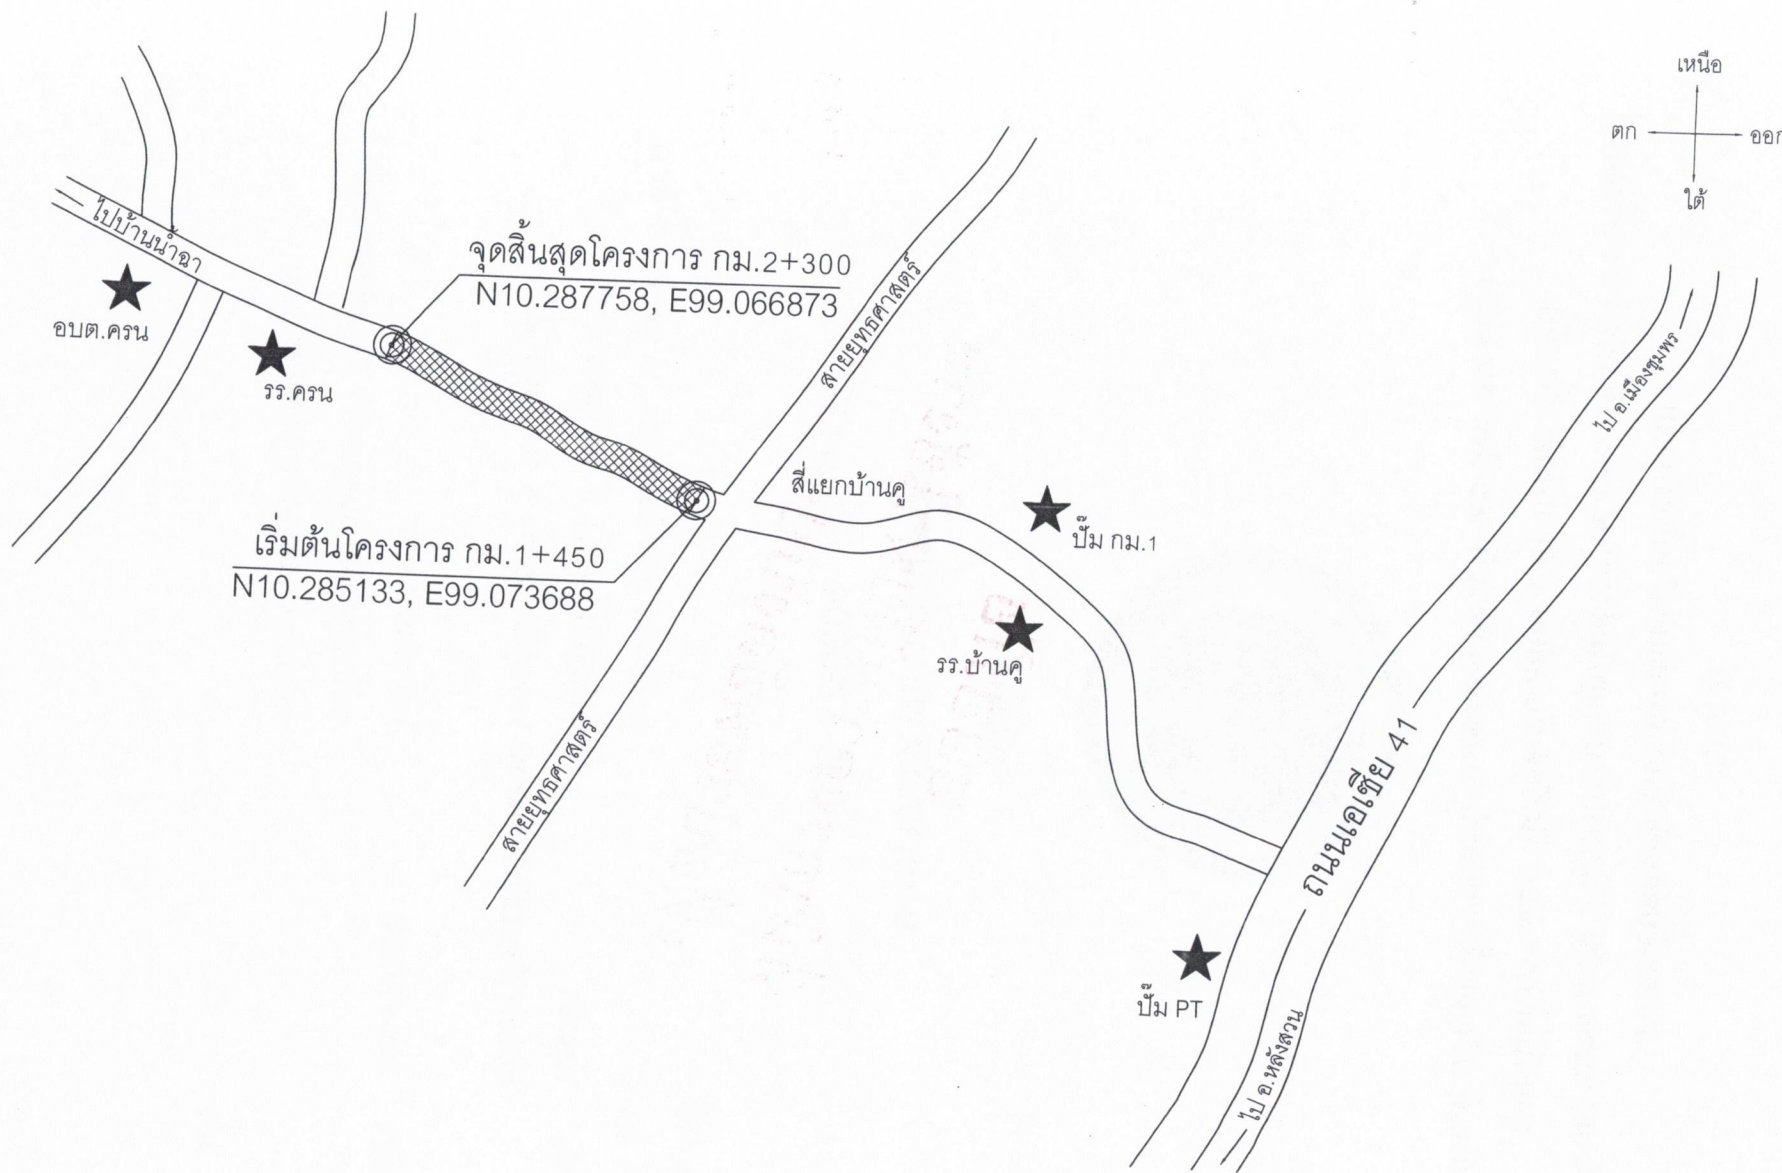 เหนือ
ตก
ออก
ใต้
ไปบ้านน้ำฉา
จุดสิ้นสุดโครงการ กม.2+300
N10.287758, E99.066873
สายยุทธศาสตร์
อบต.ครน
รร.ครน
ไป อ.เมืองชุมพร
สี่แยกบ้านคู
ปั๊ม กม.1
เริ่มต้นโครงการ กม.1+450
N10.285133, E99.073688
รร.บ้านคู
สายยุทธศาสตร์
ถนนเอเซีย 41
ปั๊ม PT
ไป อ.หลังสวน